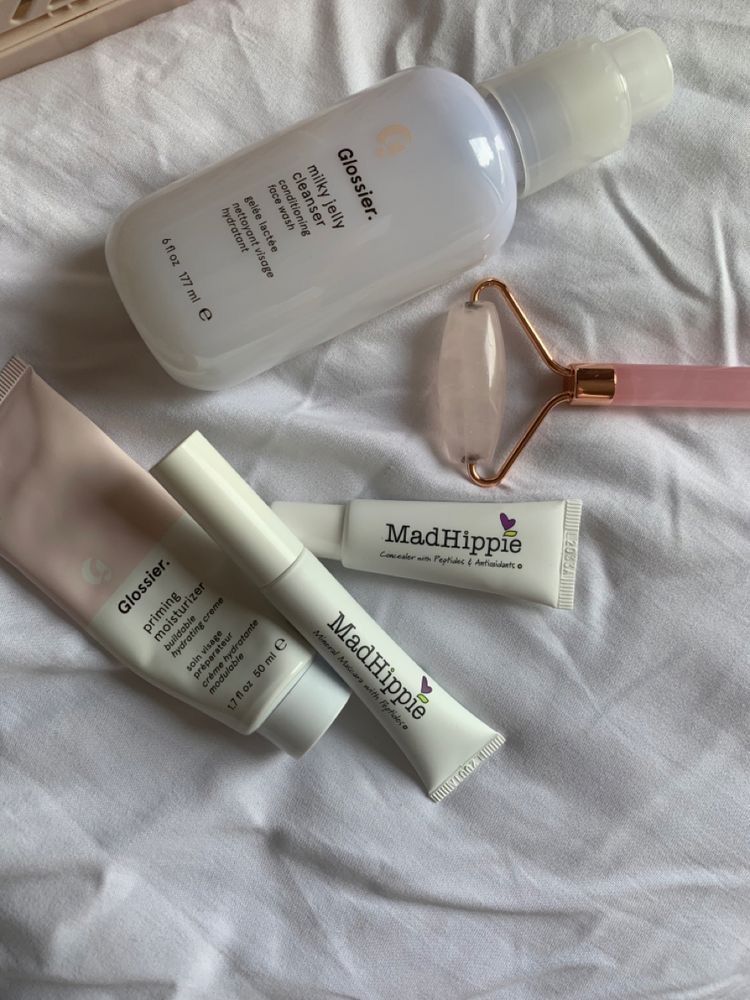 Glossier.
milky jelly
cleanser
conditioning
face wash
gelée lactée
nettoyant visage
hydratant
6 fl oz 177 ml e
MadHippie
Concealer with Peptides & Antioxidants
Glossier.
priming
moisturizer
buildable
hydrating creme
soin visage
préparateur
crème hydratante
modulable
1.7 fl oz 50 ml e
MadHippie
Mineral Mascara with Peptides